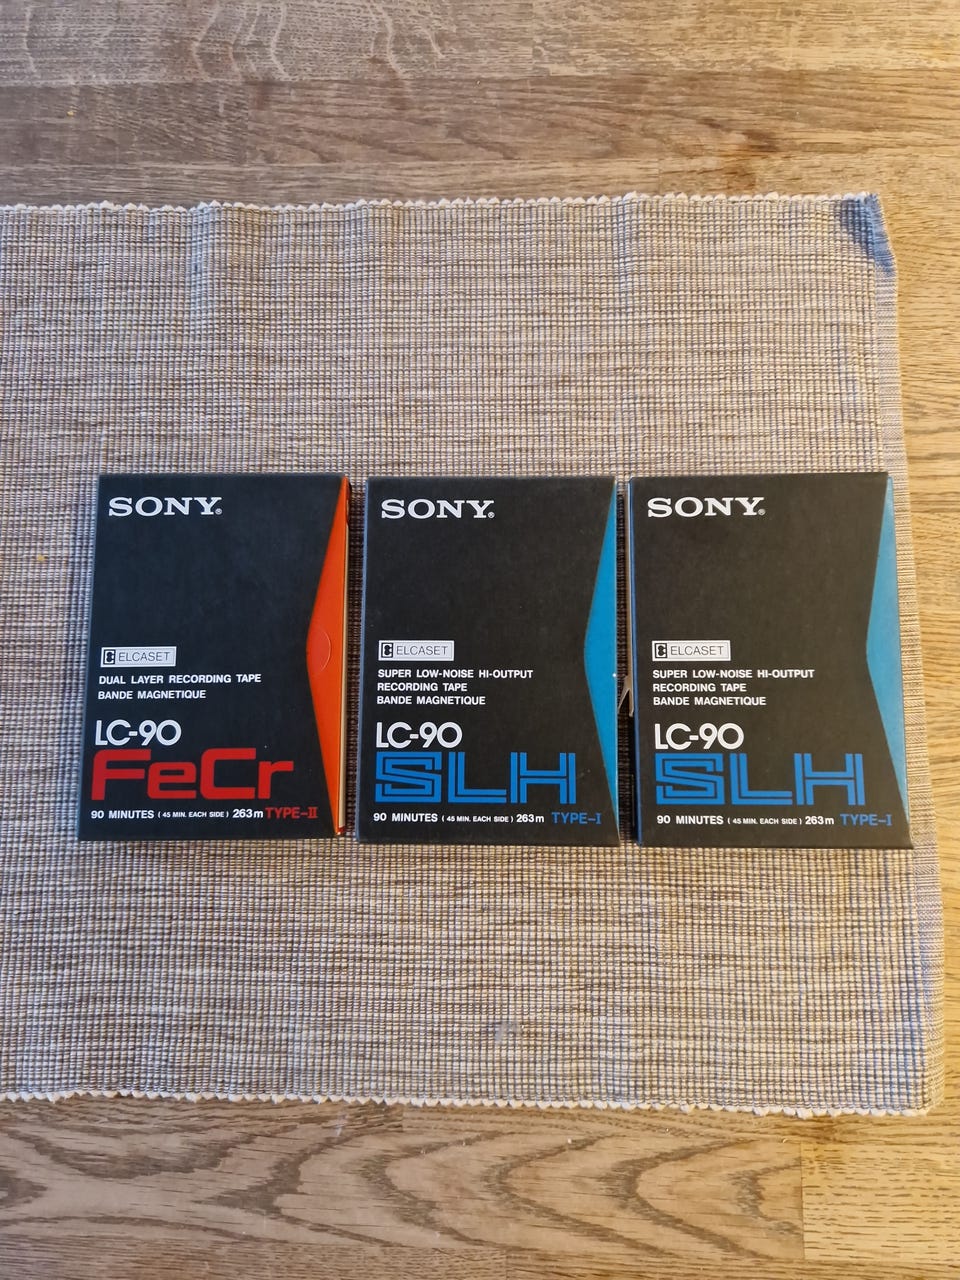 SONY®
ELCASET
DUAL LAYER RECORDING TAPE
BANDE MAGNETIQUE
LC-90
FeCr
90 MINUTES ( 45 MIN. EACH SIDE ) 263m TYPE-II
SONY®
ELCASET
SUPER LOW-NOISE HI-OUTPUT
RECORDING TAPE
BANDE MAGNETIQUE
LC-90
SLH
90 MINUTES ( 45 MIN. EACH SIDE ) 263m TYPE-I
SONY®
ELCASET
SUPER LOW-NOISE HI-OUTPUT
RECORDING TAPE
BANDE MAGNETIQUE
LC-90
SLH
90 MINUTES ( 45 MIN. EACH SIDE ) 263m TYPE-I